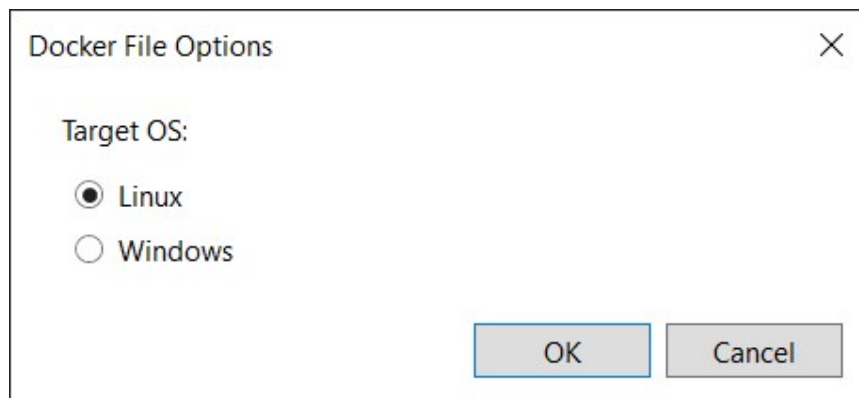 Docker File Options
Target OS:
Linux
Windows
OK
Cancel